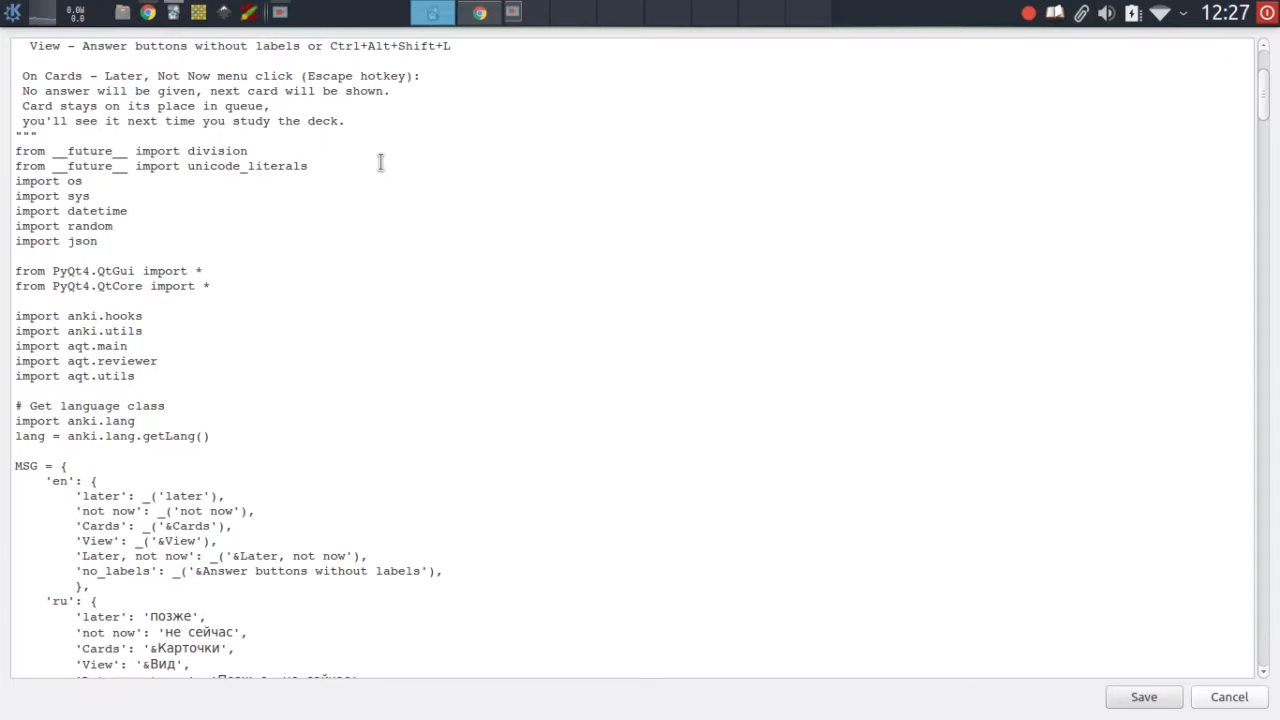 0.0W
0.0
12:27
View - Answer buttons without labels or Ctrl+Alt+Shift+L
On Cards - Later, Not Now menu click (Escape hotkey):
No answer will be given, next card will be shown.
Card stays on its place in queue,
you'll see it next time you study the deck.
"""
from __future__ import division
from __future__ import unicode_literals
import os
import sys
import datetime
import random
import json
from PyQt4.QtGui import *
from PyQt4.QtCore import *
import anki.hooks
import anki.utils
import aqt.main
import aqt.reviewer
import aqt.utils
# Get language class
import anki.lang
lang = anki.lang.getLang()
MSG = {
'en': {
'later': _('later'),
'not now': _('not now'),
'Cards': _('&Cards'),
'View': _('&View'),
'Later, not now': _('&Later, not now'),
'no_labels': _('&Answer buttons without labels'),
},
'ru': {
'later': 'позже',
'not now': 'не сейчас',
'Cards': '&Карточки',
'View': '&Вид',
Save
Cancel